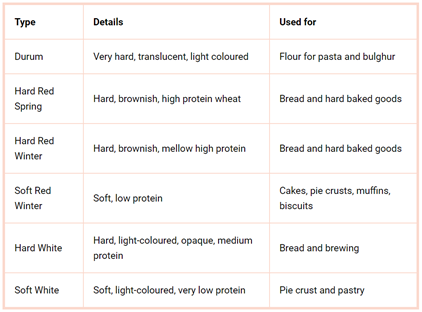 Type Details Used for
Durum Very hard, translucent, light coloured Flour for pasta and bulghur
Hard Red
Spring
Hard, brownish, high protein wheat Bread and hard baked goods
Hard Red
Winter
Hard, brownish, mellow high protein Bread and hard baked goods
Soft Red
Winter
Soft, low protein
Cakes, pie crusts, muffins,
biscuits
Hard White
Hard, light-coloured, opaque, medium
protein
Bread and brewing
Soft White Soft, light-coloured, very low protein Pie crust and pastry